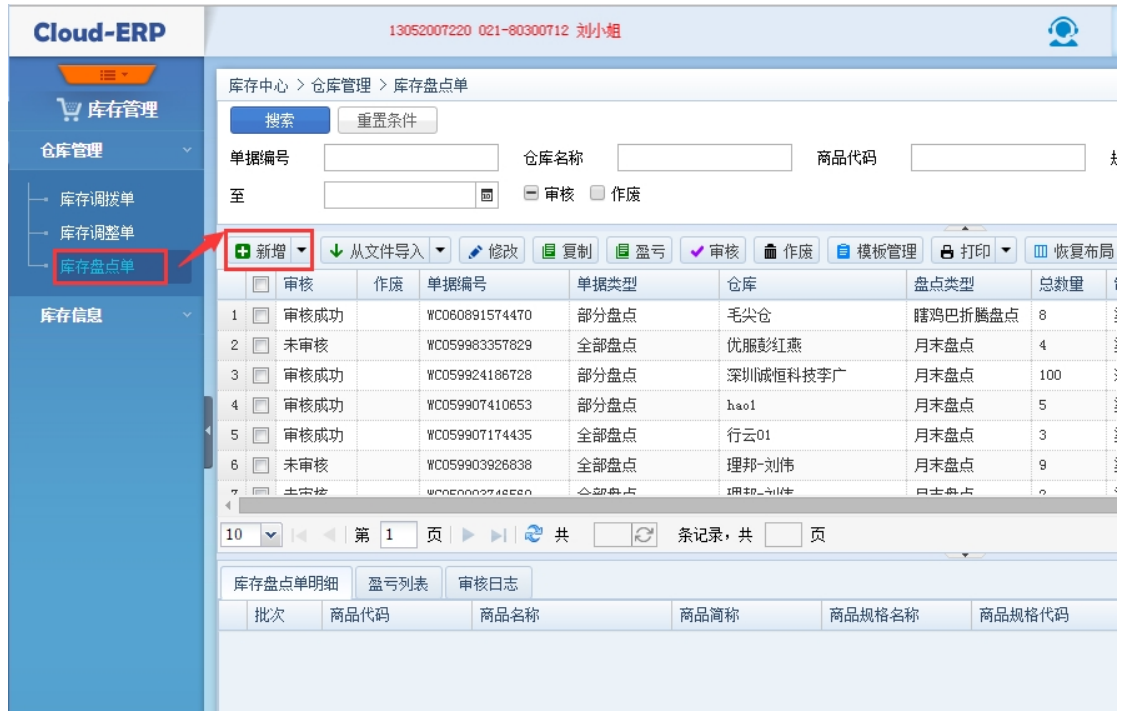 Cloud-ERP
13052007220 021-80300712 刘小姐
库存管理
仓库管理
库存调拨单
库存调整单
库存盘点单
库存信息
库存中心 > 仓库管理 > 库存盘点单
搜索 重置条件
单据编号 仓库名称 商品代码
至 审核 作废
新增 从文件导入 修改 复制 盈亏 审核 作废 模板管理 打印 恢复布局
审核 作废 单据编号 单据类型 仓库 盘点类型 总数量
1 审核成功 WC060891574470 部分盘点 毛尖仓 瞎鸡巴折腾盘点 8
2 未审核 WC059983357829 全部盘点 优服彭红燕 月末盘点 4
3 审核成功 WC059924186728 部分盘点 深圳诚恒科技李广 月末盘点 100
4 审核成功 WC059907410653 部分盘点 hao1 月末盘点 5
5 审核成功 WC059907174435 全部盘点 行云01 月末盘点 3
6 未审核 WC059903926838 全部盘点 理邦-刘伟 月末盘点 9
10 第 1 页 共 条记录，共 页
库存盘点单明细 盈亏列表 审核日志
批次 商品代码 商品名称 商品简称 商品规格名称 商品规格代码